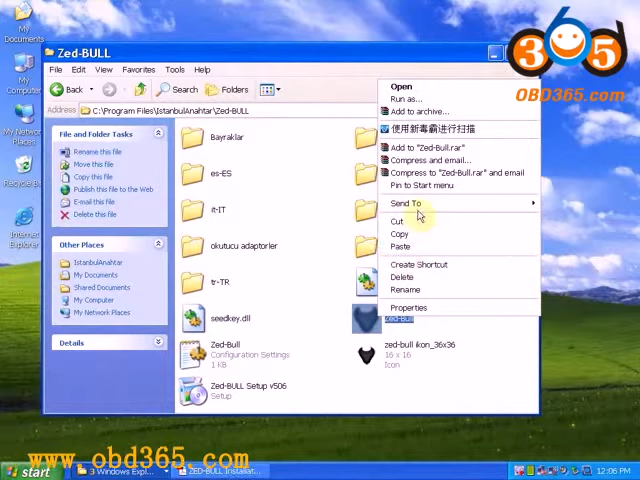 My
Documents
My
Computer
Recycle
Internet
Explorer
Zed-BULL
365
OBD365.com
File Edit View Favorites Tools Help
Back Search Folders
Address C:\Program Files\IstanbulAnahtar\Zed-BULL
File and Folder Tasks
Rename this file
Move this file
Copy this file
Publish this file to the Web
E-mail this file
Delete this file
Other Places
IstanbulAnahtar
My Documents
Shared Documents
My Computer
My Network Places
Details
Bayraklar
es-ES
it-IT
okutucu adaptorler
tr-TR
seedkey.dll
Zed-Bull
Configuration Settings
1 KB
Zed-BULL Setup v506
Setup
Open
Run as...
Add to archive...
使用新毒霸进行扫描
Add to "Zed-Bull.rar"
Compress and email...
Compress to "Zed-Bull.rar" and email
Pin to Start menu
Send To
Cut
Copy
Paste
Create Shortcut
Delete
Rename
Properties
Zed-Bull
zed-bull ikon_36x36
16 x 16
Icon
www.obd365.com
start
3 Windows Expl...
ZED-BULL Installat...
12:06 PM